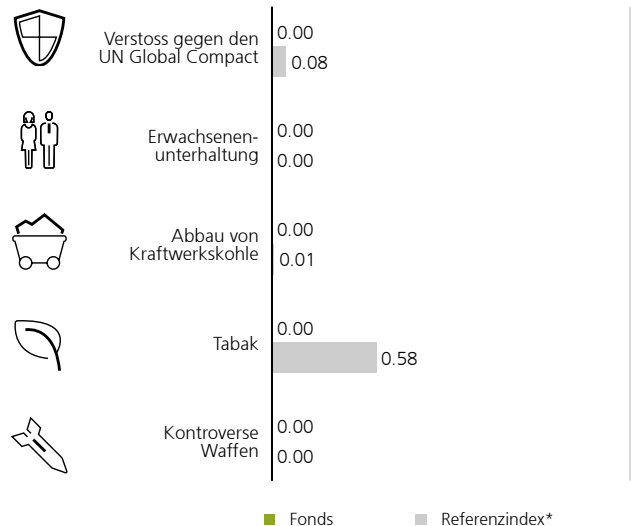 Verstoss gegen den
UN Global Compact
0.00
0.08
Erwachsenen-
unterhaltung
0.00
0.00
Abbau von
Kraftwerkskohle
0.00
0.01
Tabak
0.00
0.58
Kontroverse
Waffen
0.00
0.00
Fonds Referenzindex*